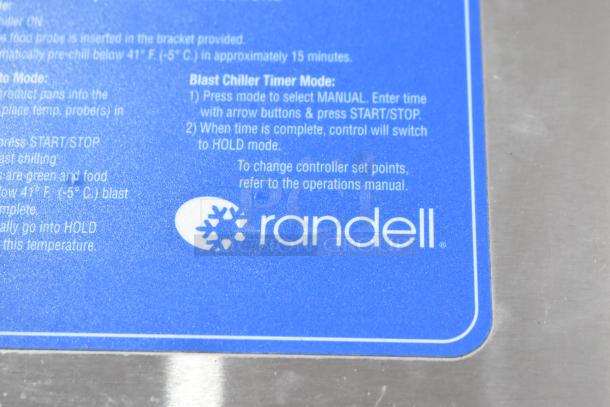 de:
hiller ON
s food probe is inserted in the bracket provided.
matically pre-chill below 41° F. (-5° C.) in approximately 15 minutes.
to Mode:
product pans into the
place temp. probe(s) in
press START/STOP
ast chilling
s are green and food
low 41° F. (-5° C.) blast
mplete.
ally go into HOLD
this temperature.
Blast Chiller Timer Mode:
1) Press mode to select MANUAL. Enter time
with arrow buttons & press START/STOP.
2) When time is complete, control will switch
to HOLD mode.
To change controller set points,
refer to the operations manual.
randell®